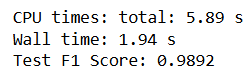 CPU times: total: 5.89 s
Wall time: 1.94 s
Test F1 Score: 0.9892